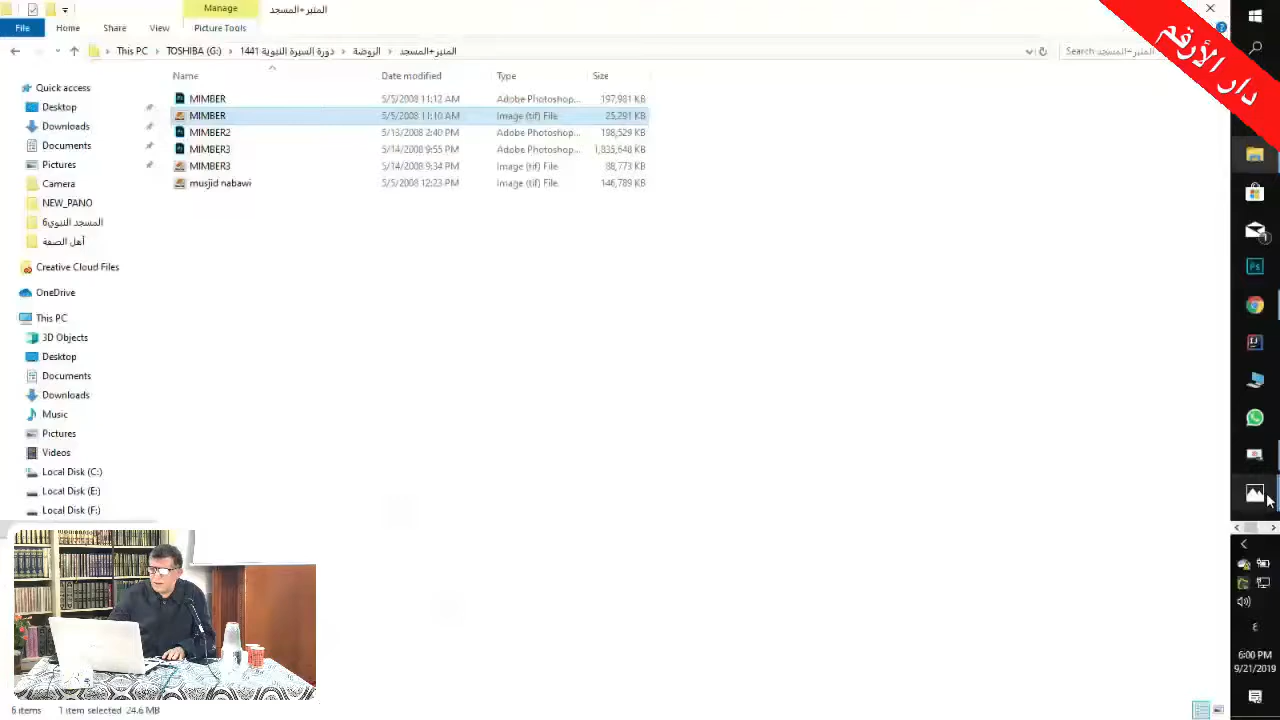 Manage
المنبر+المسجد
File
Home
Share
View
Picture Tools
This PC
TOSHIBA (G:)
دورة السيرة النبوية 1441
الروضة
المنبر+المسجد
Search المنبر+المسجد
دار الأرقم
Name
Date modified
Type
Size
MIMBER 5/5/2008 11:12 AM Adobe Photoshop... 197,981 KB
MIMBER 5/5/2008 11:10 AM Image (tif) File 25,291 KB
MIMBER2 5/13/2008 2:40 PM Adobe Photoshop... 198,529 KB
MIMBER3 5/14/2008 9:55 PM Adobe Photoshop... 1,835,648 KB
MIMBER3 5/14/2008 9:34 PM Image (tif) File 88,773 KB
musjid nabawi 5/5/2008 12:23 PM Image (tif) File 146,789 KB
Quick access
Desktop
Downloads
Documents
Pictures
Camera
NEW_PANO
المسجد النبوي6
أهل الصفة
Creative Cloud Files
OneDrive
This PC
3D Objects
Desktop
Documents
Downloads
Music
Pictures
Videos
Local Disk (C:)
Local Disk (E:)
Local Disk (F:)
6 items
1 item selected 24.6 MB
Ps
1
ع
6:00 PM
9/21/2019